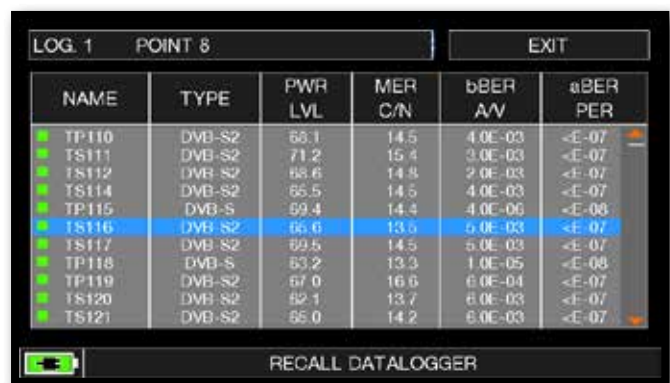 LOG. 1 POINT 8 EXIT
NAME TYPE PWR LVL MER C/N bBER A/V aBER PER
TP110 DVB-S2 68.1 14.5 4.0E-03 <E-07
TS111 DVB-S2 71.2 15.4 3.0E-03 <E-07
TS112 DVB-S2 68.6 14.8 2.0E-03 <E-07
TS114 DVB-S2 65.5 14.5 4.0E-03 <E-07
TP115 DVB-S 69.4 14.4 4.0E-06 <E-08
TS116 DVB-S2 65.6 13.5 5.0E-03 <E-07
TS117 DVB-S2 69.5 14.5 5.0E-03 <E-07
TP118 DVB-S 63.2 13.3 1.0E-05 <E-08
TP119 DVB-S2 67.0 16.6 6.0E-04 <E-07
TS120 DVB-S2 62.1 13.7 6.0E-03 <E-07
TS121 DVB-S2 65.0 14.2 6.0E-03 <E-07
RECALL DATALOGGER